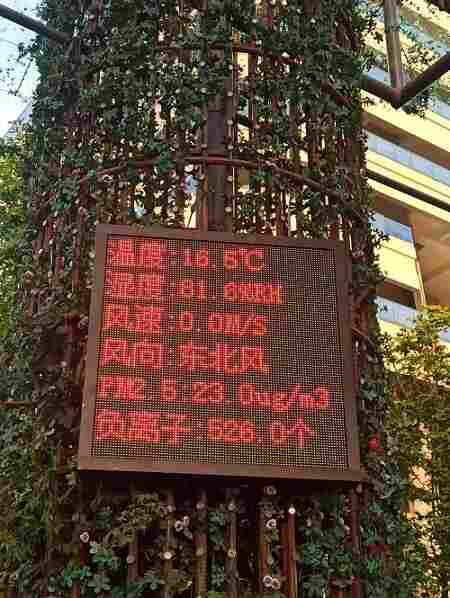 温度:16.5℃
湿度:81.6%RH
风速:0.0M/S
风向:东北风
PM2.5:23.0ug/m3
负离子:526.0个